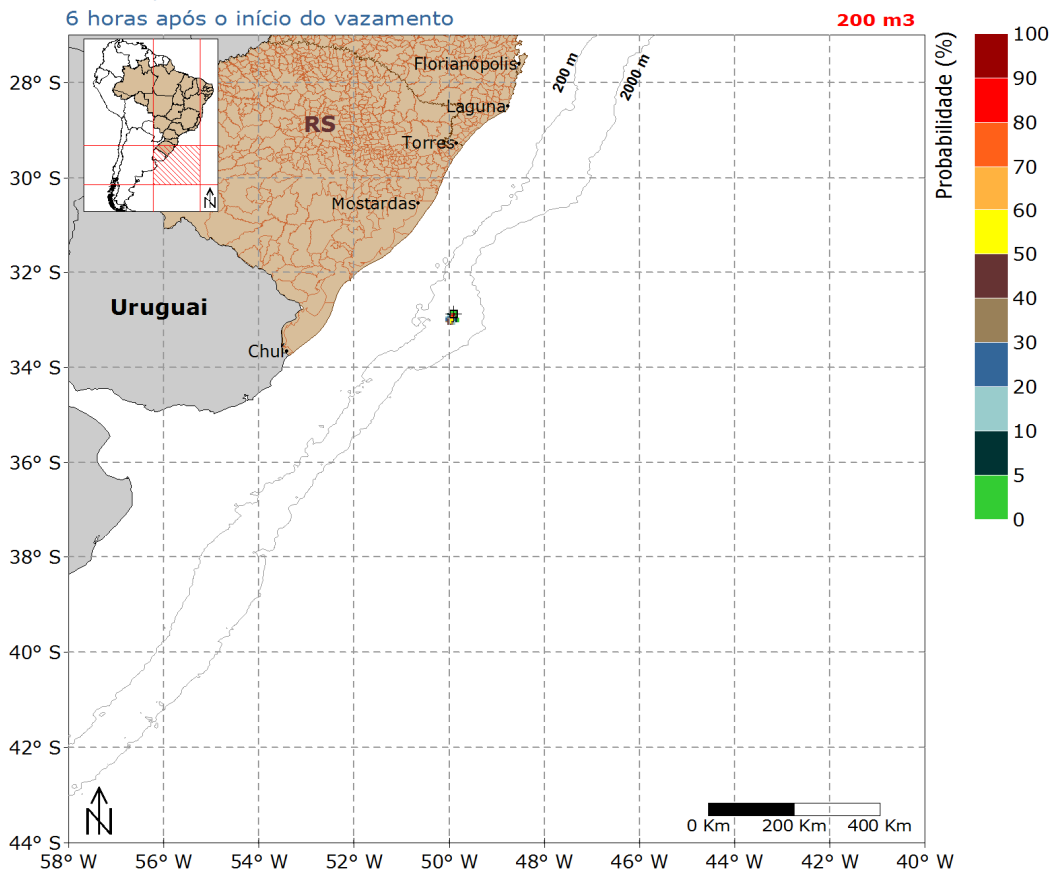 6 horas após o início do vazamento
200 m3
Probabilidade (%)
100
90
80
70
60
50
40
30
20
10
5
0
28° S
30° S
32° S
34° S
36° S
38° S
40° S
42° S
44° S
Florianópolis
Laguna
RS
Torres
Mostardas
Uruguai
Chuí
200 m
2000 m
N
N
0 Km 200 Km 400 Km
58° W 56° W 54° W 52° W 50° W 48° W 46° W 44° W 42° W 40° W